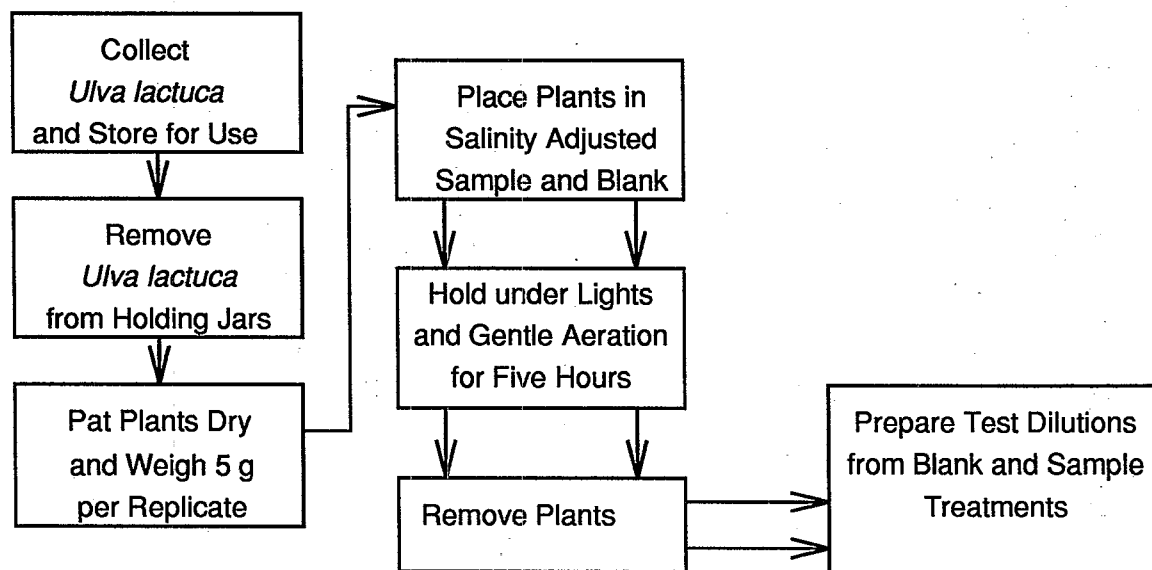 Collect
Ulva lactuca
and Store for Use
Remove
Ulva lactuca
from Holding Jars
Pat Plants Dry
and Weigh 5 g
per Replicate
Place Plants in
Salinity Adjusted
Sample and Blank
Hold under Lights
and Gentle Aeration
for Five Hours
Remove Plants
Prepare Test Dilutions
from Blank and Sample
Treatments